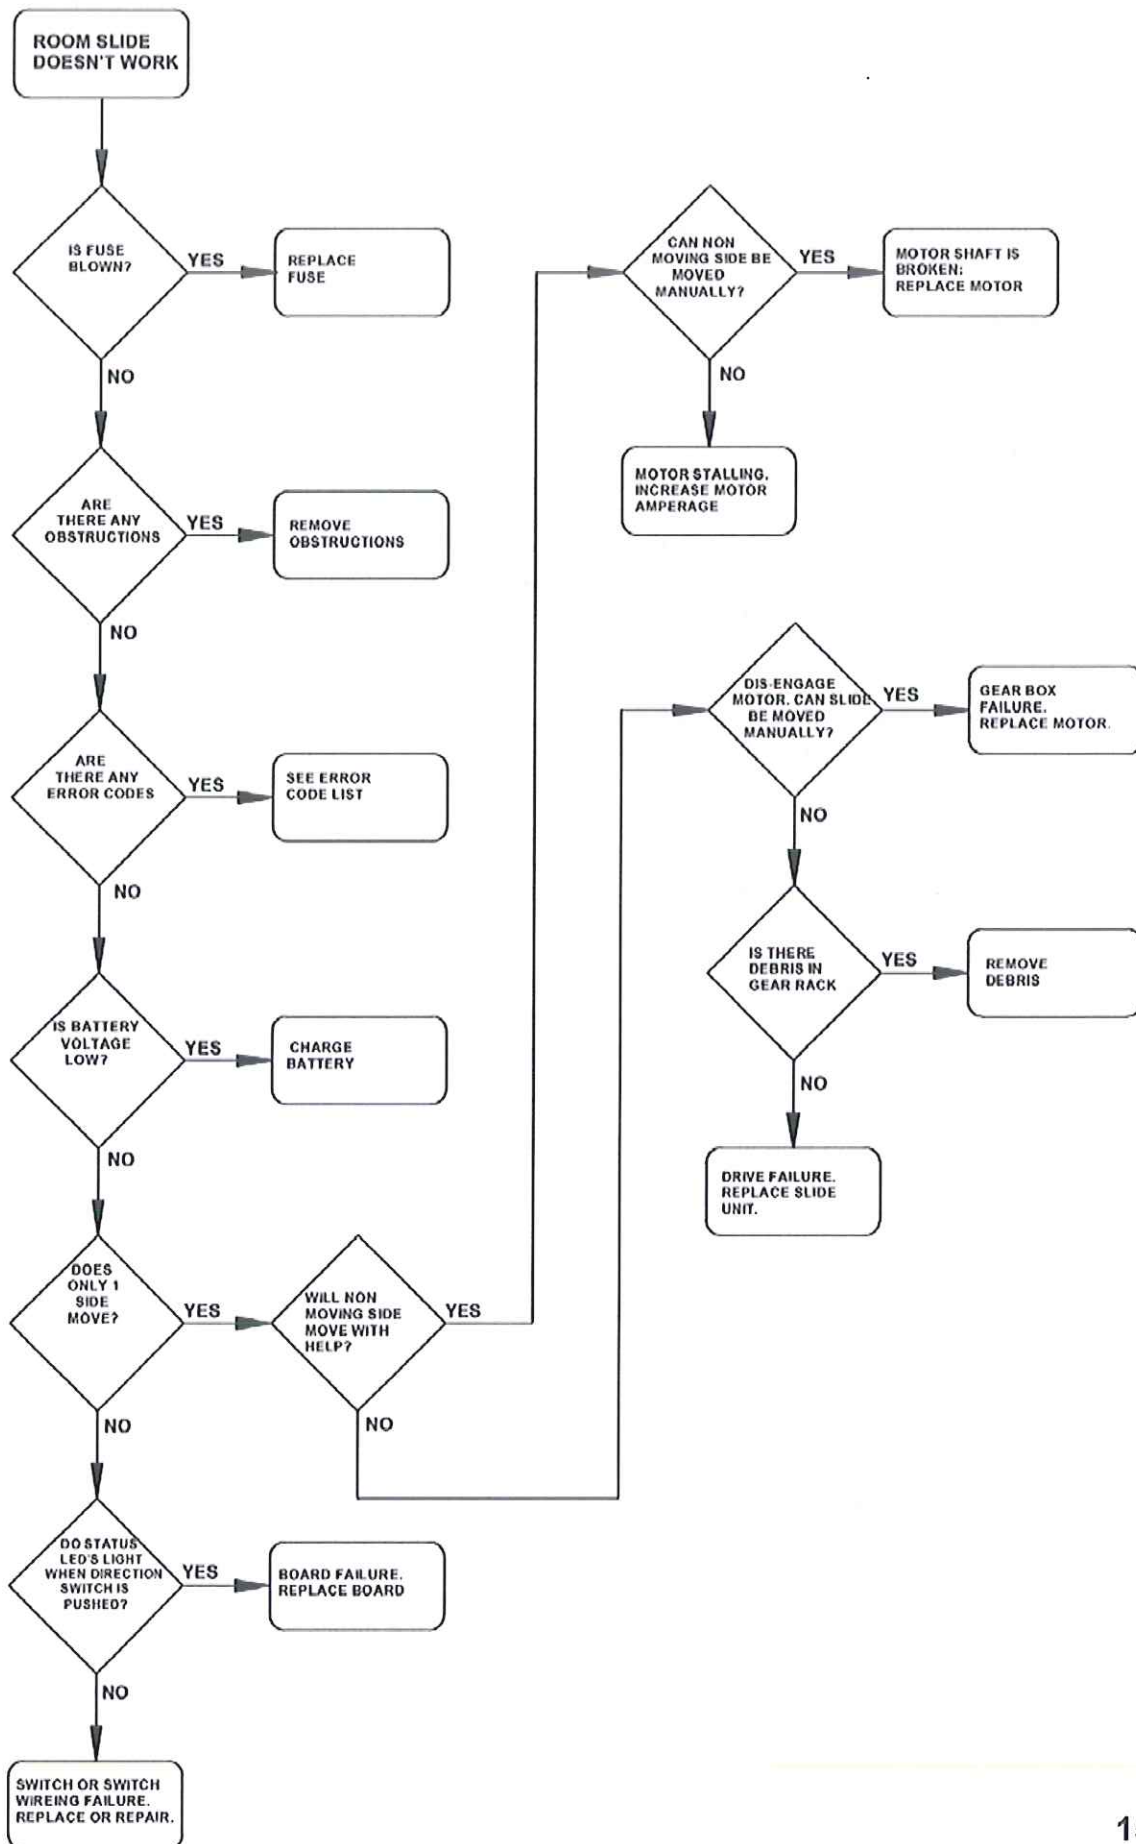 ROOM SLIDE
DOESN'T WORK
IS FUSE
BLOWN?
YES
REPLACE
FUSE
NO
ARE
THERE ANY
OBSTRUCTIONS
YES
REMOVE
OBSTRUCTIONS
NO
ARE
THERE ANY
ERROR CODES
YES
SEE ERROR
CODE LIST
NO
IS BATTERY
VOLTAGE
LOW?
YES
CHARGE
BATTERY
NO
DOES
ONLY 1
SIDE
MOVE?
YES
WILL NON
MOVING SIDE
MOVE WITH
HELP?
YES
NO
NO
DO STATUS
LED'S LIGHT
WHEN DIRECTION
SWITCH IS
PUSHED?
YES
BOARD FAILURE.
REPLACE BOARD
NO
SWITCH OR SWITCH
WIREING FAILURE.
REPLACE OR REPAIR.
CAN NON
MOVING SIDE BE
MOVED
MANUALLY?
YES
MOTOR SHAFT IS
BROKEN;
REPLACE MOTOR
NO
MOTOR STALLING.
INCREASE MOTOR
AMPERAGE
DIS-ENGAGE
MOTOR. CAN SLIDE
BE MOVED
MANUALLY?
YES
GEAR BOX
FAILURE.
REPLACE MOTOR.
NO
IS THERE
DEBRIS IN
GEAR RACK
YES
REMOVE
DEBRIS
NO
DRIVE FAILURE.
REPLACE SLIDE
UNIT.